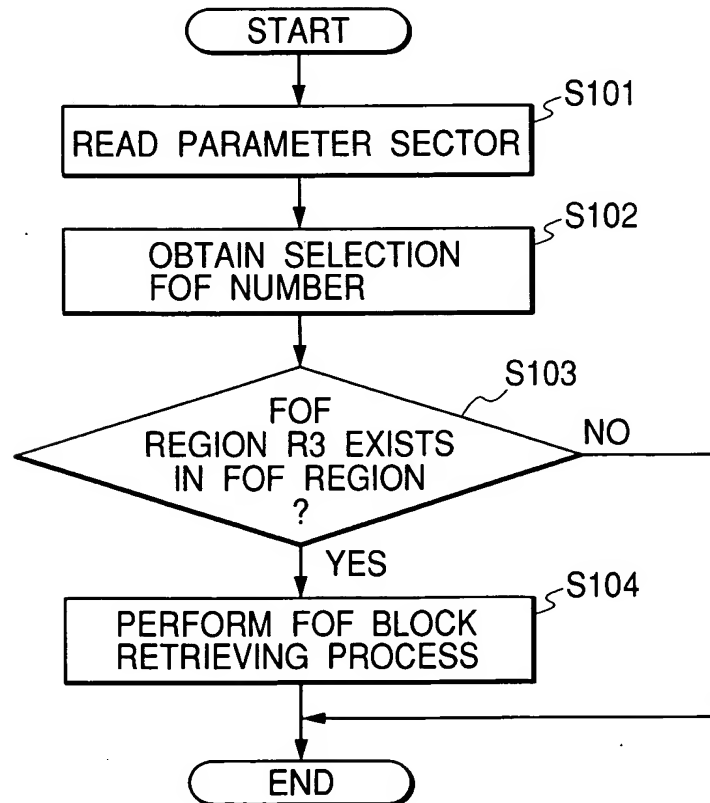 START
S101
READ PARAMETER SECTOR
S102
OBTAIN SELECTION
FOF NUMBER
S103
FOF
REGION R3 EXISTS
IN FOF REGION
?
NO
YES
S104
PERFORM FOF BLOCK
RETRIEVING PROCESS
END